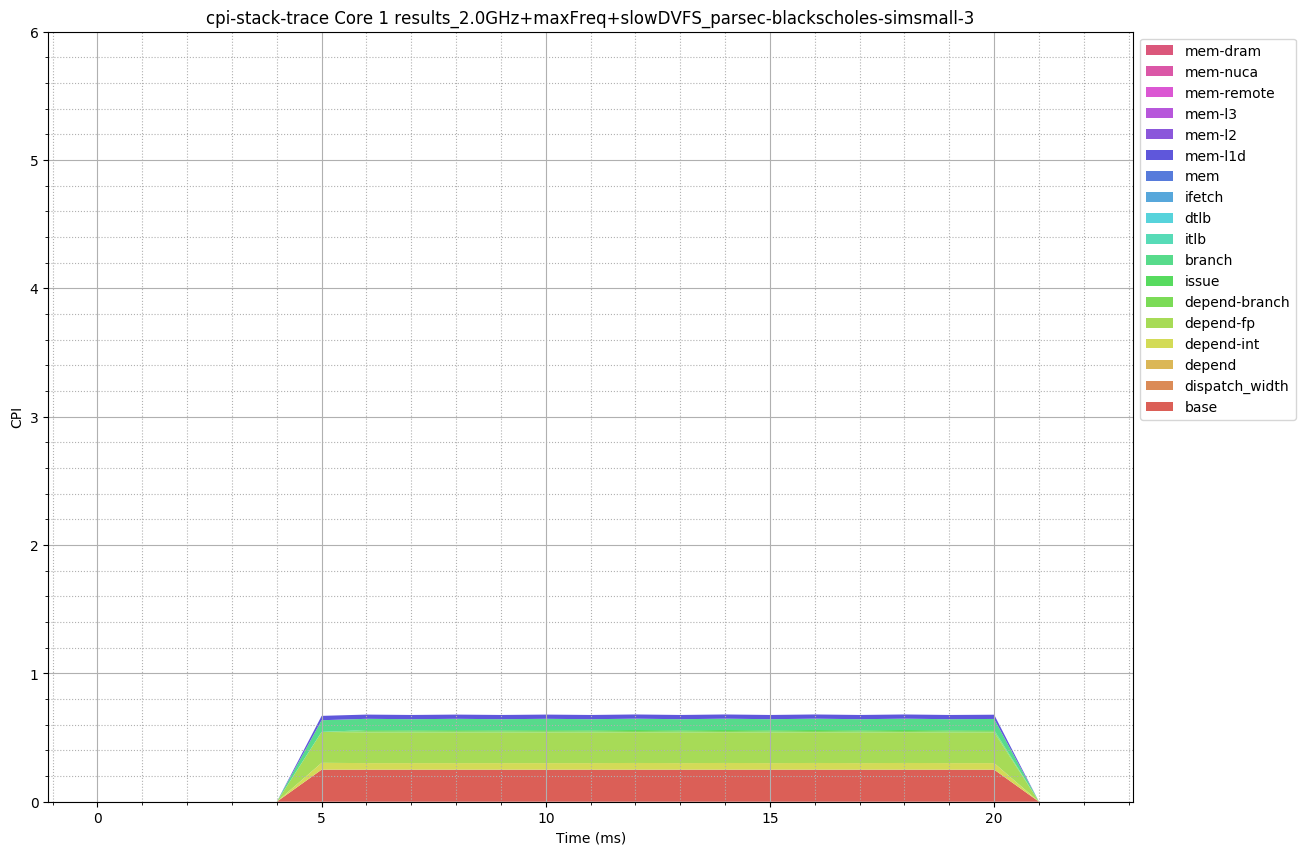 cpi-stack-trace Core 1 results_2.0GHz+maxFreq+slowDVFS_parsec-blackscholes-simsmall-3
6
5
4
3
2
1
0
CPI
0
5
10
15
20
Time (ms)
mem-dram
mem-nuca
mem-remote
mem-l3
mem-l2
mem-l1d
mem
ifetch
dtlb
itlb
branch
issue
depend-branch
depend-fp
depend-int
depend
dispatch_width
base